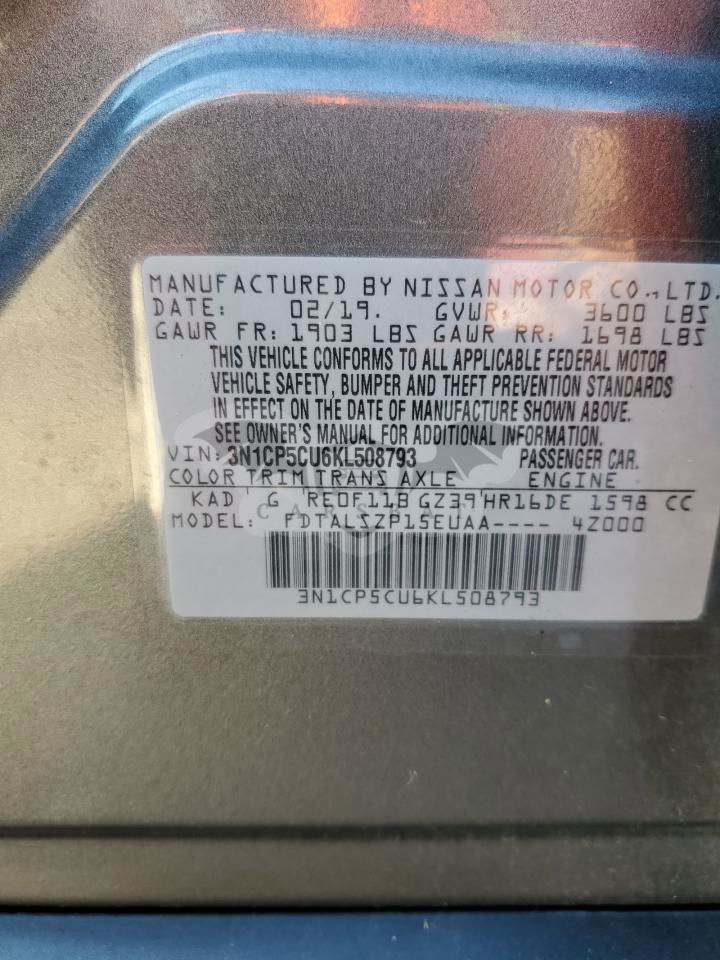 MANUFACTURED BY NISSAN MOTOR CO., LTD.
DATE: 02/19. GVWR: 3600 LBS
GAWR FR: 1903 LBS GAWR RR: 1698 LBS
THIS VEHICLE CONFORMS TO ALL APPLICABLE FEDERAL MOTOR
VEHICLE SAFETY, BUMPER AND THEFT PREVENTION STANDARDS
IN EFFECT ON THE DATE OF MANUFACTURE SHOWN ABOVE.
SEE OWNER'S MANUAL FOR ADDITIONAL INFORMATION.
VIN: 3N1CP5CU6KL508793 PASSENGER CAR.
COLOR TRIM TRANS AXLE ENGINE
KAD G RE0F11B GZ39 HR16DE 1598 CC
MODEL: FDTALSZP15EUAA---- 4Z000
3N1CP5CU6KL508793